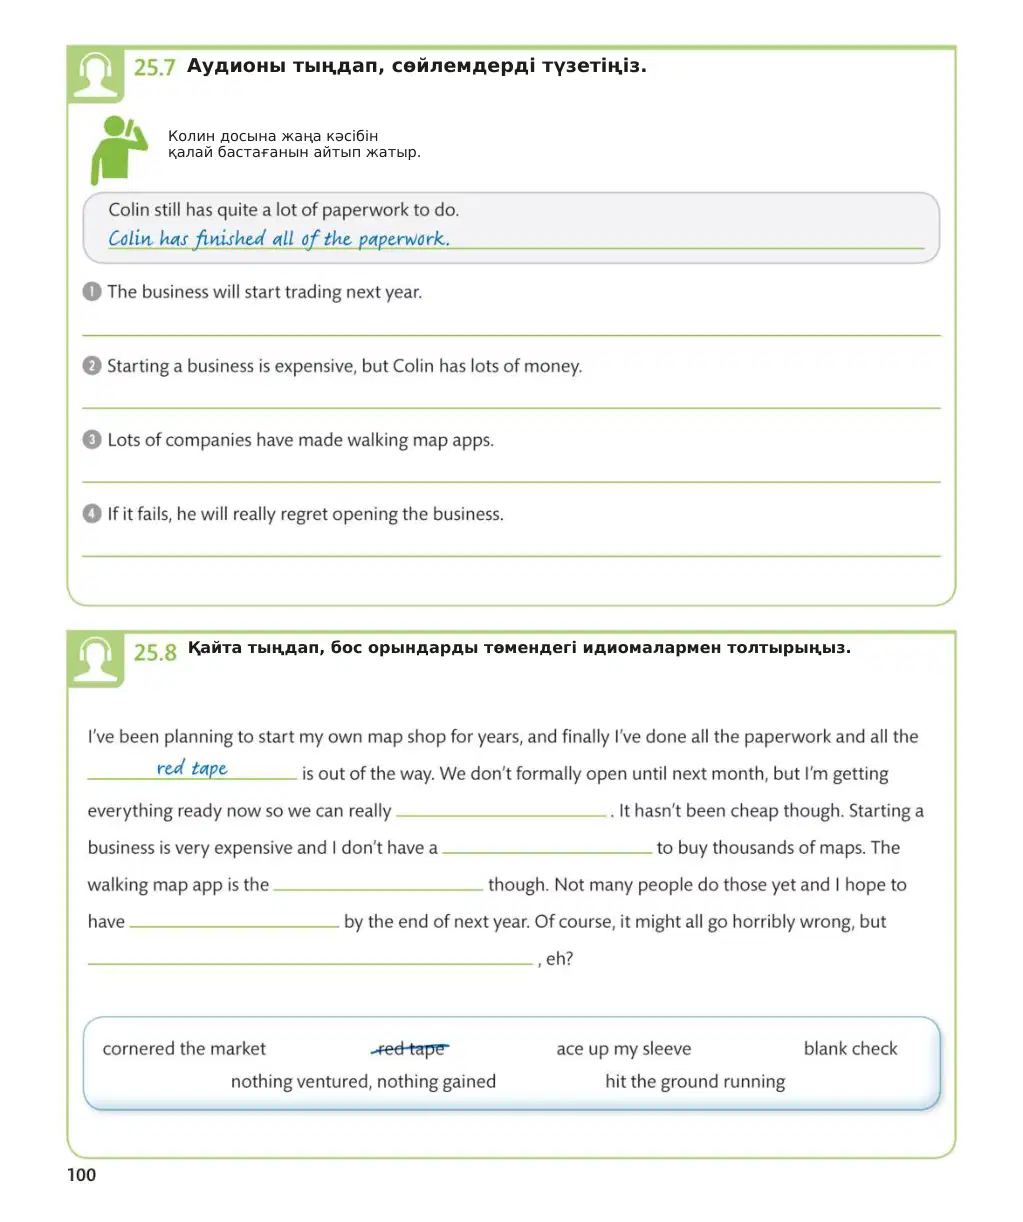 25.7 Аудионы тыңдап, сөйлемдерді түзетіңіз.
Колин досына жаңа кәсібін
қалай бастағанын айтып жатыр.
Colin still has quite a lot of paperwork to do.
Colin has finished all of the paperwork.
1 The business will start trading next year.
2 Starting a business is expensive, but Colin has lots of money.
3 Lots of companies have made walking map apps.
4 If it fails, he will really regret opening the business.
25.8 Қайта тыңдап, бос орындарды төмендегі идиомалармен толтырыңыз.
I've been planning to start my own map shop for years, and finally I've done all the paperwork and all the
red tape is out of the way. We don't formally open until next month, but I'm getting
everything ready now so we can really ____ . It hasn't been cheap though. Starting a
business is very expensive and I don't have a ____ to buy thousands of maps. The
walking map app is the ____ though. Not many people do those yet and I hope to
have ____ by the end of next year. Of course, it might all go horribly wrong, but
____ , eh?
cornered the market red tape ace up my sleeve blank check
nothing ventured, nothing gained hit the ground running
100